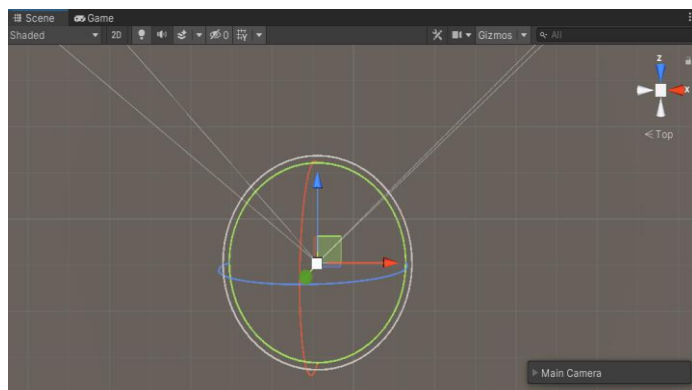 Scene Game
Shaded 2D 0 Gizmos All
z
x
Top
Main Camera